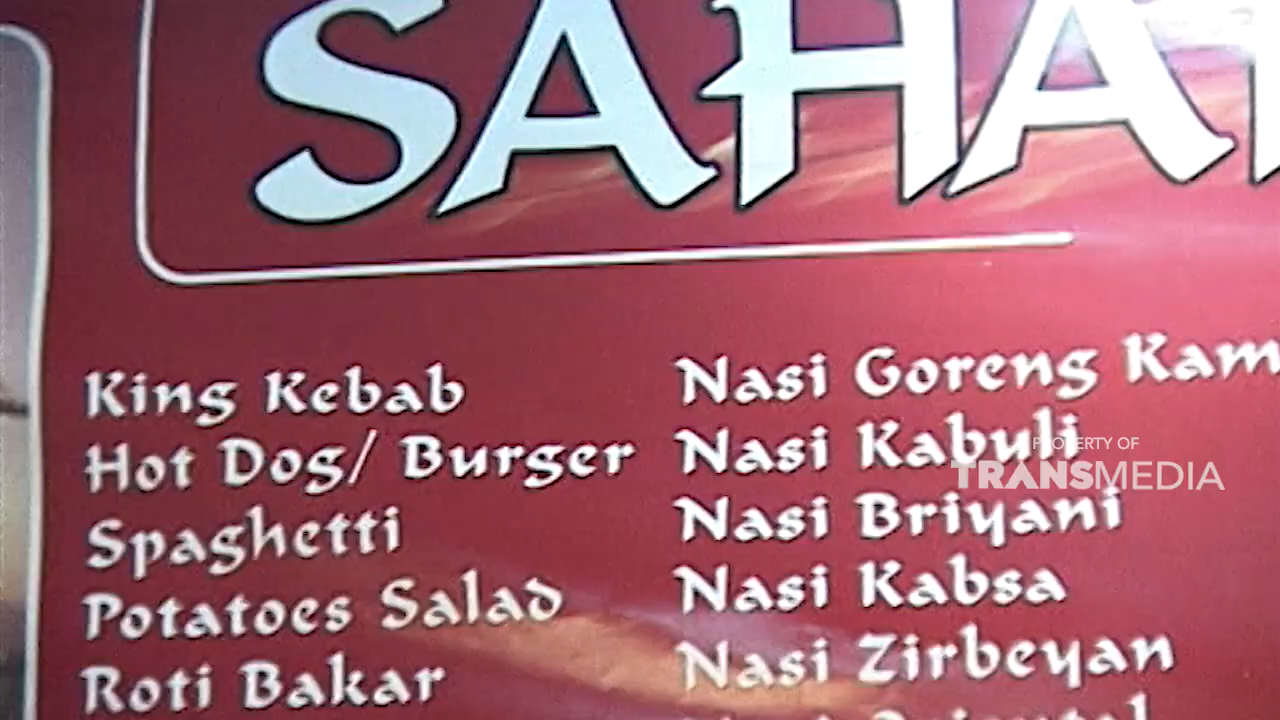 SAHA
King Kebab
Hot Dog/ Burger
Spaghetti
Potatoes Salad
Roti Bakar
Nasi Goreng Kam
Nasi Kabuli
Nasi Briyani
Nasi Kabsa
Nasi Zirbeyan
PROPERTY OF
TRANSMEDIA